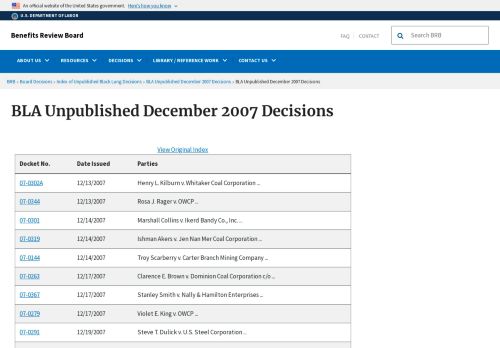 An official website of the United States government. Here's how you know
U.S. DEPARTMENT OF LABOR
Benefits Review Board
FAQ CONTACT
Search BRB
ABOUT US RESOURCES DECISIONS LIBRARY / REFERENCE WORK CONTACT US
BRB › Board Decisions › Index of Unpublished Black Lung Decisions › BLA Unpublished December 2007 Decisions › BLA Unpublished December 2007 Decisions
BLA Unpublished December 2007 Decisions
View Original Index
Docket No. Date Issued Parties
07-0302A 12/13/2007 Henry L. Kilburn v. Whitaker Coal Corporation ...
07-0344 12/13/2007 Rosa J. Rager v. OWCP ...
07-0301 12/14/2007 Marshall Collins v. Ikerd Bandy Co., Inc. ...
07-0319 12/14/2007 Ishman Akers v. Jen Nan Mer Coal Corporation ...
07-0144 12/14/2007 Troy Scarberry v. Carter Branch Mining Company ...
07-0263 12/17/2007 Clarence E. Brown v. Dominion Coal Corporation c/o ...
07-0367 12/17/2007 Stanley Smith v. Nally & Hamilton Enterprises ...
07-0279 12/17/2007 Violet E. King v. OWCP ...
07-0291 12/19/2007 Steve T. Dulick v. U.S. Steel Corporation ...